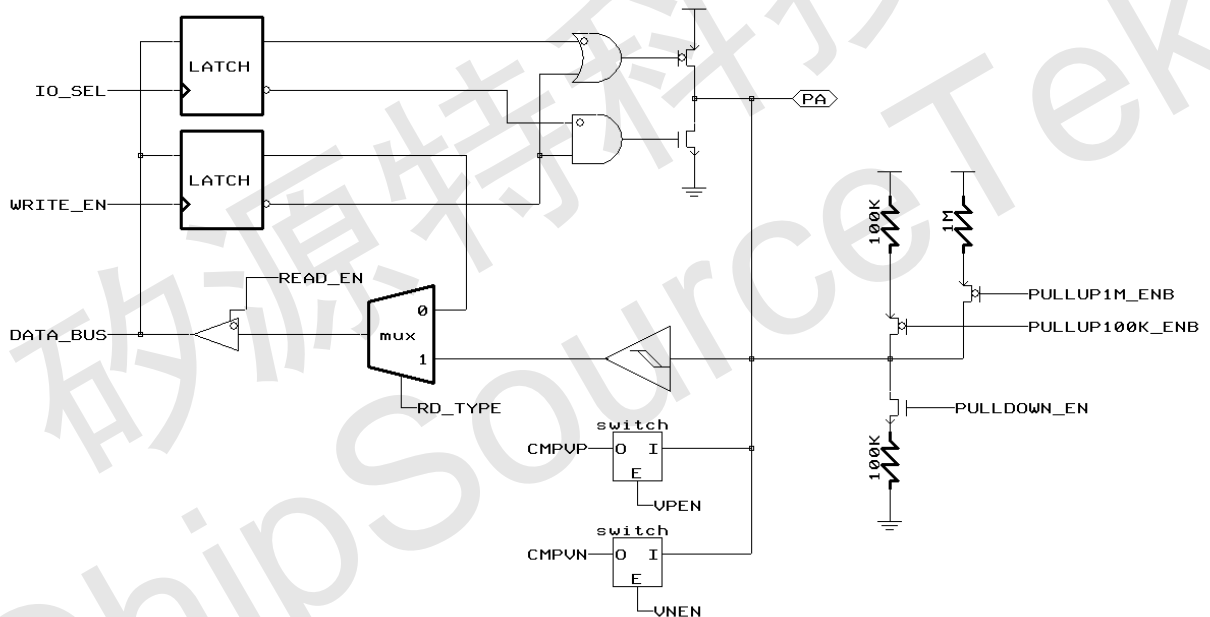 LATCH
IO_SEL
PA
LATCH
WRITE_EN
100K
1M
READ_EN
PULLUP1M_ENB
0
DATA_BUS
mux
PULLUP100K_ENB
1
RD_TYPE
PULLDOWN_EN
switch
CMPVP
O I
E
100K
VPEN
switch
CMPVN
O I
E
VNEN
矽源特科技
ChipSourceTek